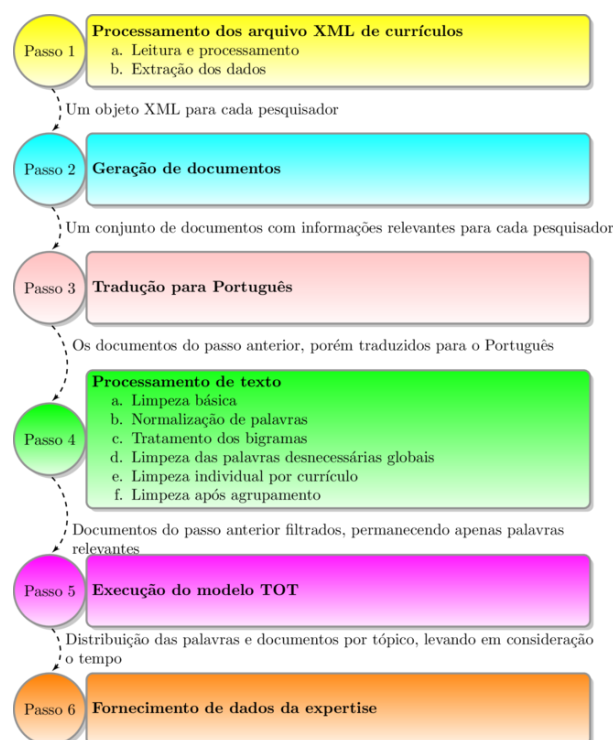 Passo 1
Processamento dos arquivo XML de currículos
a. Leitura e processamento
b. Extração dos dados
Um objeto XML para cada pesquisador
Passo 2
Geração de documentos
Um conjunto de documentos com informações relevantes para cada pesquisador
Passo 3
Tradução para Português
Os documentos do passo anterior, porém traduzidos para o Português
Passo 4
Processamento de texto
a. Limpeza básica
b. Normalização de palavras
c. Tratamento dos bigramas
d. Limpeza das palavras desnecessárias globais
e. Limpeza individual por currículo
f. Limpeza após agrupamento
Documentos do passo anterior filtrados, permanecendo apenas palavras
relevantes
Passo 5
Execução do modelo TOT
Distribuição das palavras e documentos por tópico, levando em consideração
o tempo
Passo 6
Fornecimento de dados da expertise